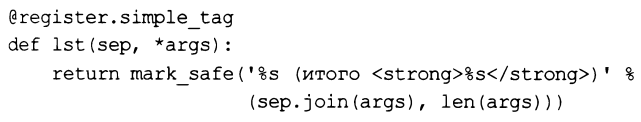 @register.simple_tag
def lst(sep, *args):
    return mark_safe('%s (итого <strong>%s</strong>)' %
                     (sep.join(args), len(args)))